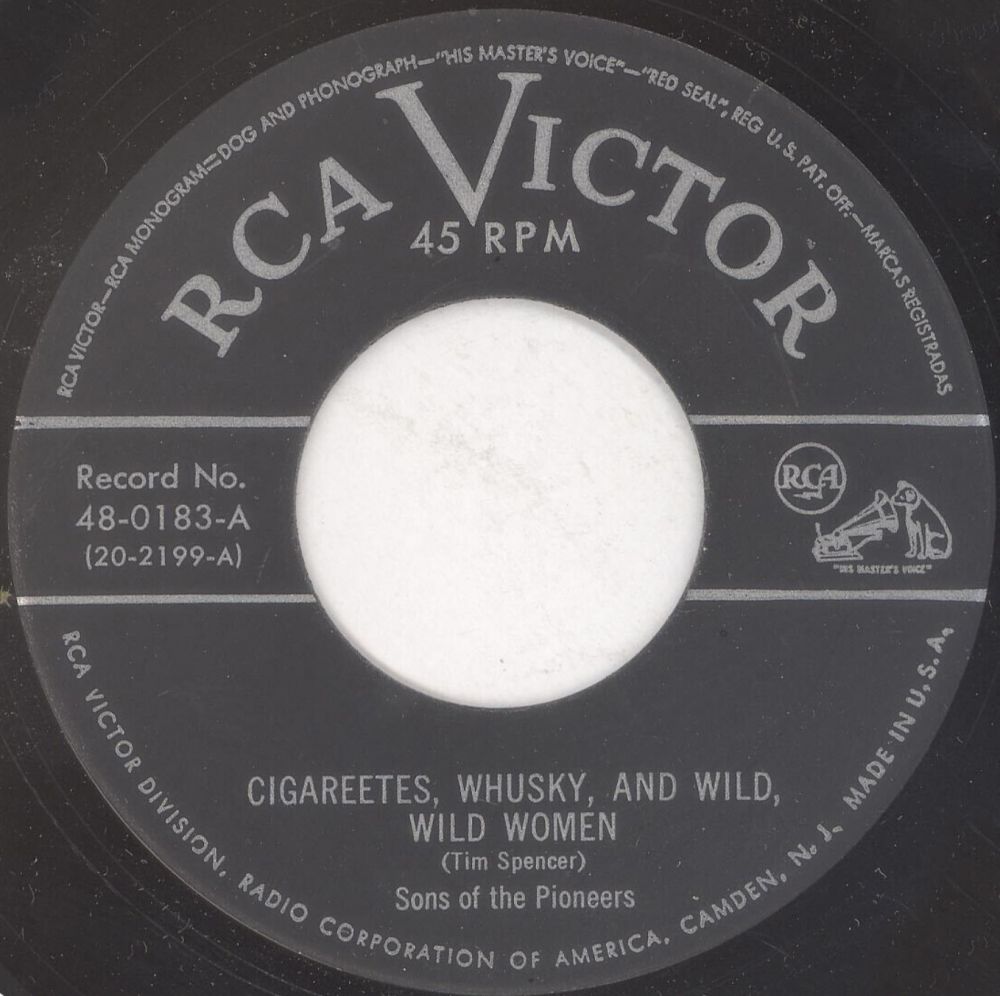 RCA VICTOR—RCA MONOGRAM—DOG AND PHONOGRAPH—"HIS MASTER'S VOICE"—"RED SEAL", REG U.S. PAT. OFF.—MARCAS REGISTRADAS
RCA VICTOR
45 RPM
Record No.
48-0183-A
(20-2199-A)
RCA
"HIS MASTER'S VOICE"
CIGAREETES, WHUSKY, AND WILD,
WILD WOMEN
(Tim Spencer)
Sons of the Pioneers
RCA VICTOR DIVISION, RADIO CORPORATION OF AMERICA, CAMDEN, N. J., MADE IN U.S.A.